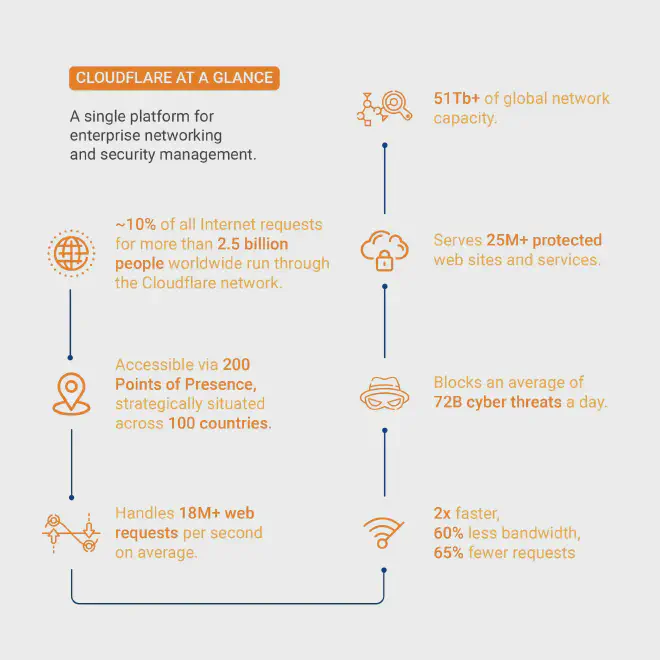 CLOUDFLARE AT A GLANCE
A single platform for
enterprise networking
and security management.
~10% of all Internet requests
for more than 2.5 billion
people worldwide run through
the Cloudflare network.
Accessible via 200
Points of Presence,
strategically situated
across 100 countries.
Handles 18M+ web
requests per second
on average.
2x faster,
60% less bandwidth,
65% fewer requests
Blocks an average of
72B cyber threats a day.
Serves 25M+ protected
web sites and services.
51Tb+ of global network
capacity.